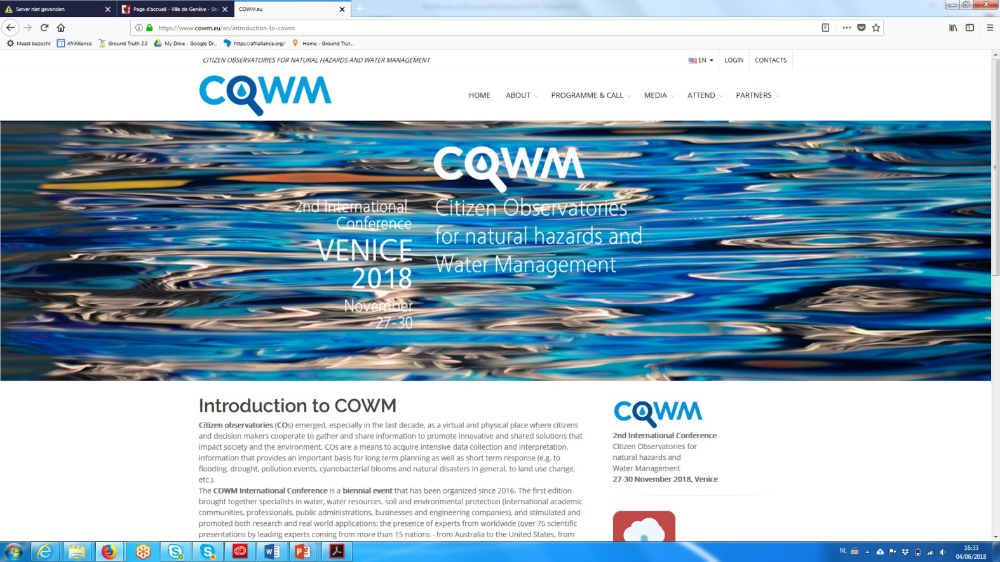 Server niet gevonden
Page d'accueil - Ville de Genève - Sit
COWM.eu
https://www.cowm.eu/en/introduction-to-cowm
Meest bezocht
AfriAlliance
Ground Truth 2.0
My Drive - Google Dr...
https://afrialliance.org/
Home - Ground Trut...
CITIZEN OBSERVATORIES FOR NATURAL HAZARDS AND WATER MANAGEMENT
EN
LOGIN
CONTACTS
COWM
HOME
ABOUT
PROGRAMME & CALL
MEDIA
ATTEND
PARTNERS
COWM
2nd International
Conference
VENICE
2018
November
27-30
Citizen Observatories
for natural hazards and
Water Management
Introduction to COWM
Citizen observatories (COs) emerged, especially in the last decade, as a virtual and physical place where citizens
and decision makers cooperate to gather and share information to promote innovative and shared solutions that
impact society and the environment. COs are a means to acquire intensive data collection and interpretation,
information that provides an important basis for long term planning as well as short term response (e.g. to
flooding, drought, pollution events, cyanobacterial blooms and natural disasters in general, to land use change,
etc.).
The COWM International Conference is a biennial event that has been organized since 2016. The first edition
brought together specialists in water, water resources, soil and environmental protection (international academic
communities, professionals, public administrations, businesses and engineering companies), and stimulated and
promoted both research and real world applications: the presence of experts from worldwide (over 75 scientific
presentations by leading experts coming from more than 15 nations - from Australia to the United States, from
COWM
2nd International Conference
Citizen Observatories for
natural hazards and
Water Management
27-30 November 2018, Venice
NL
16:33
04/06/2018